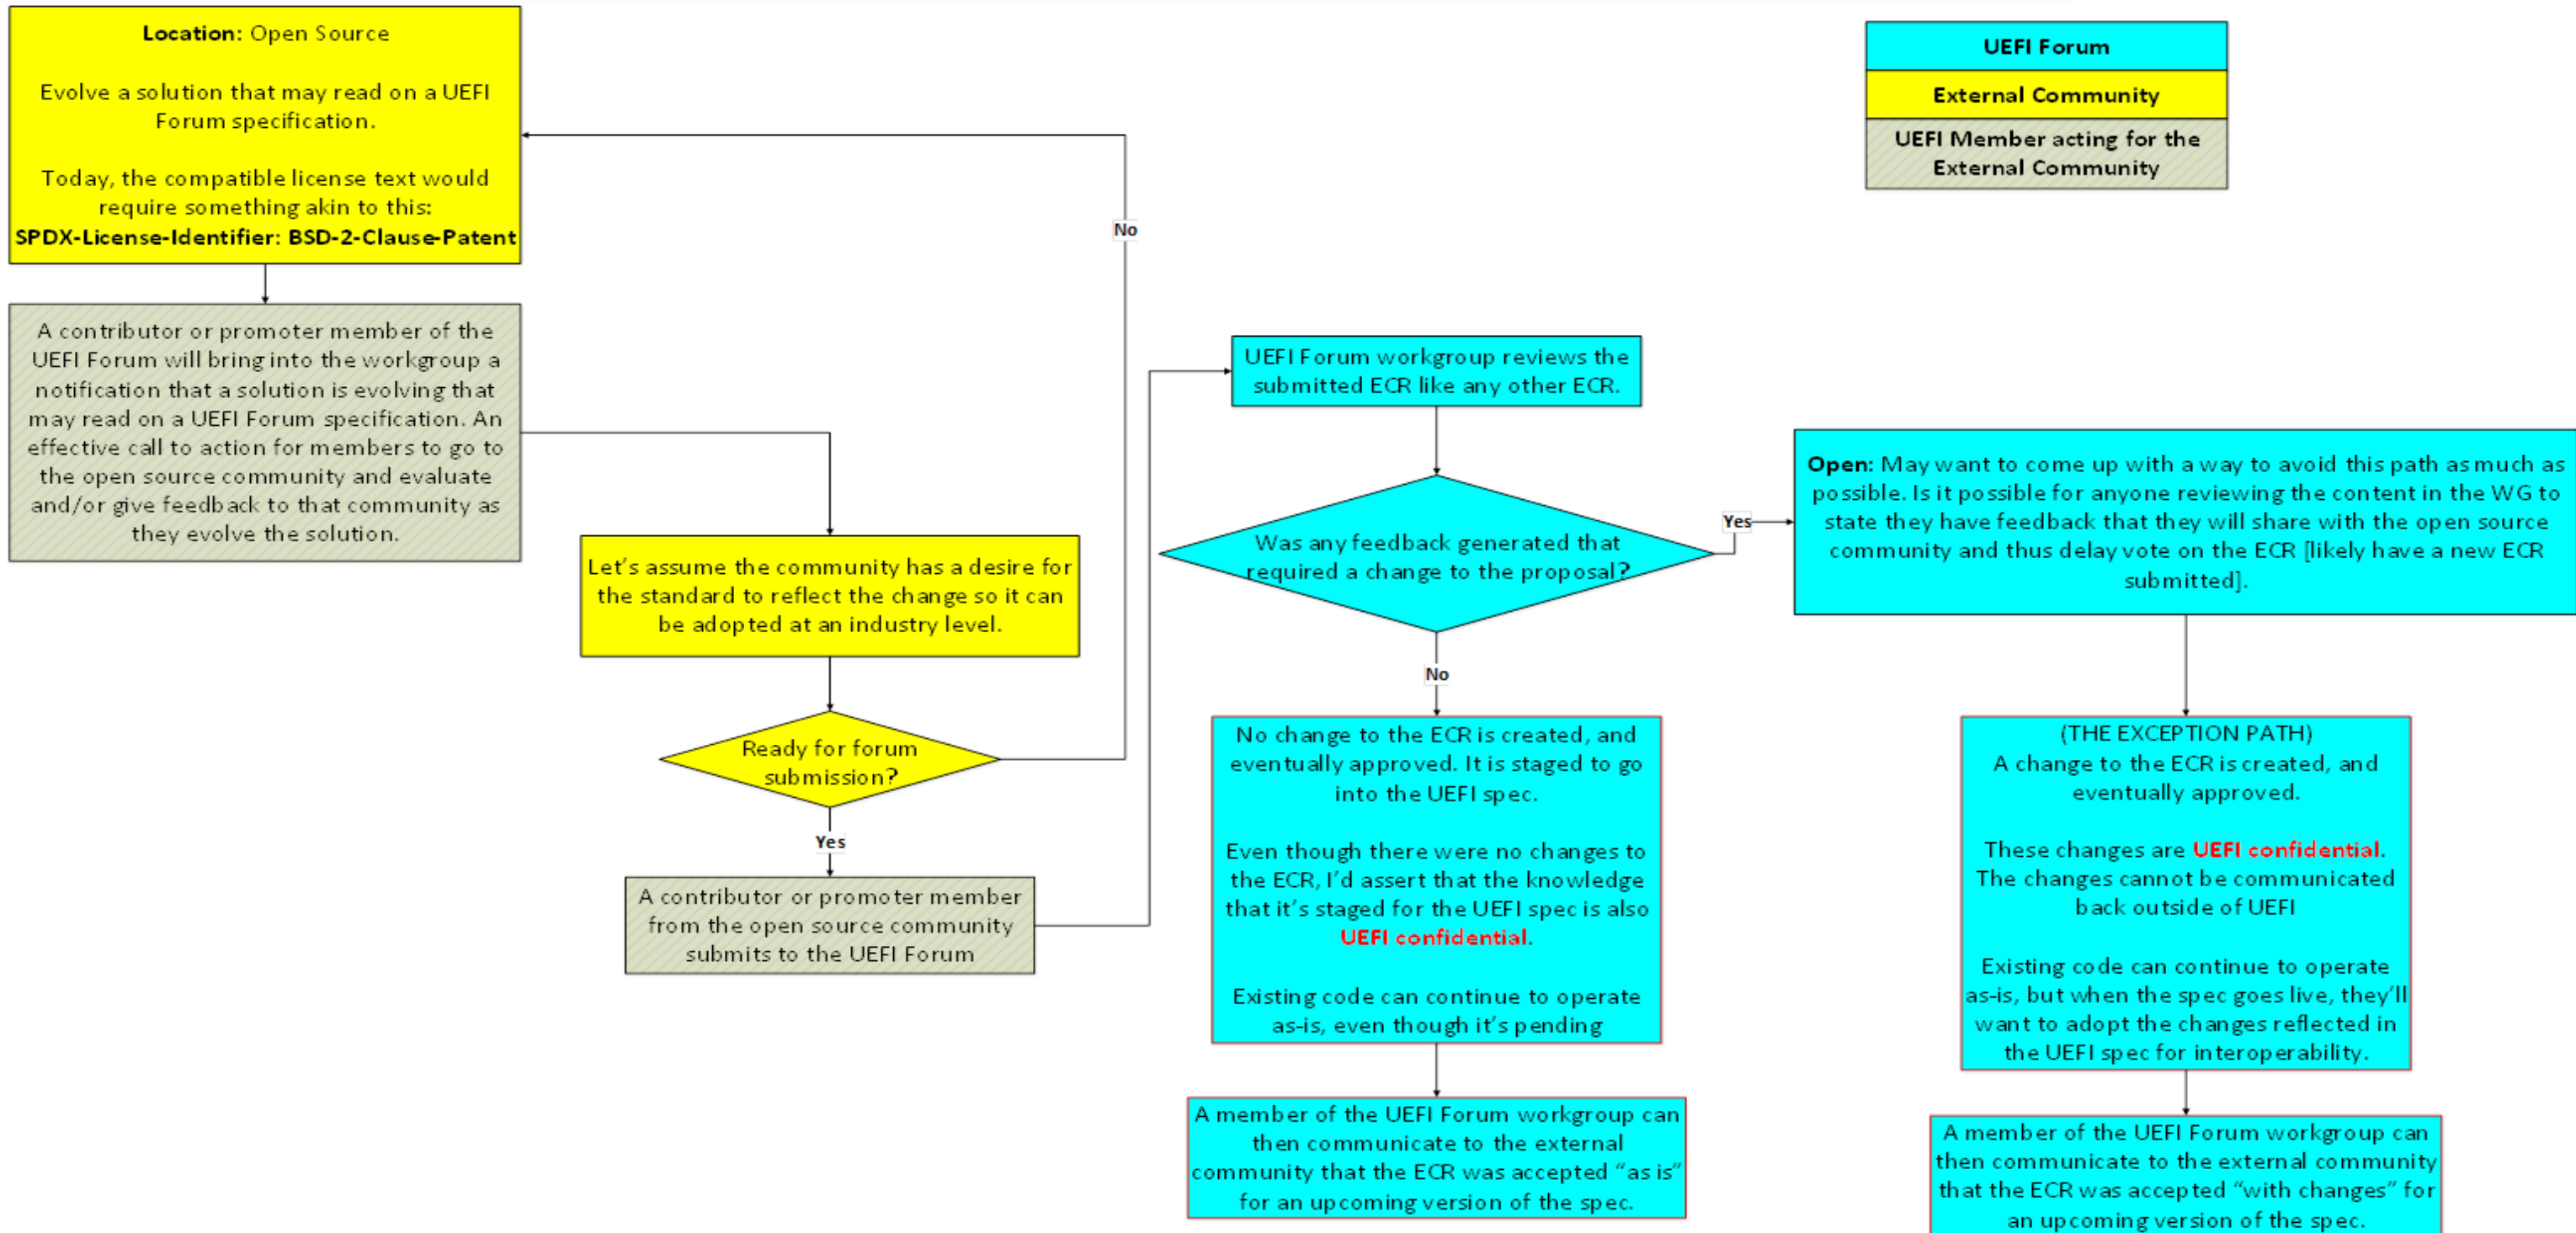 Location: Open Source
Evolve a solution that may read on a UEFI
Forum specification.
Today, the compatible license text would
require something akin to this:
SPDX-License-Identifier: BSD-2-Clause-Patent
A contributor or promoter member of the
UEFI Forum will bring into the workgroup a
notification that a solution is evolving that
may read on a UEFI Forum specification. An
effective call to action for members to go to
the open source community and evaluate
and/or give feedback to that community as
they evolve the solution.
Let's assume the community has a desire for
the standard to reflect the change so it can
be adopted at an industry level.
Ready for forum
submission?
No
Yes
A contributor or promoter member
from the open source community
submits to the UEFI Forum
UEFI Forum workgroup reviews the
submitted ECR like any other ECR.
Was any feedback generated that
required a change to the proposal?
No
No change to the ECR is created, and
eventually approved. It is staged to go
into the UEFI spec.
Even though there were no changes to
the ECR, I'd assert that the knowledge
that it's staged for the UEFI spec is also
UEFI confidential.
Existing code can continue to operate
as-is, even though it's pending
A member of the UEFI Forum workgroup can
then communicate to the external
community that the ECR was accepted “as is”
for an upcoming version of the spec.
Yes
Open: May want to come up with a way to avoid this path as much as
possible. Is it possible for anyone reviewing the content in the WG to
state they have feedback that they will share with the open source
community and thus delay vote on the ECR [likely have a new ECR
submitted].
(THE EXCEPTION PATH)
A change to the ECR is created, and
eventually approved.
These changes are UEFI confidential.
The changes cannot be communicated
back outside of UEFI
Existing code can continue to operate
as-is, but when the spec goes live, they'll
want to adopt the changes reflected in
the UEFI spec for interoperability.
A member of the UEFI Forum workgroup can
then communicate to the external community
that the ECR was accepted “with changes” for
an upcoming version of the spec.
UEFI Forum
External Community
UEFI Member acting for the
External Community